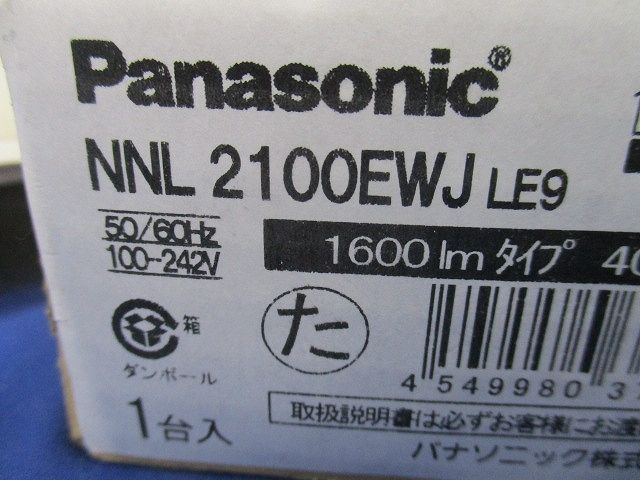 Panasonic®
NNL 2100EWJ LE9
50/60Hz
100-242V
1600 lm タイプ 40
箱
た
ダンボール
4 549980 3
1台入
取扱説明書は必ずお客様にお渡
パナソニック株式